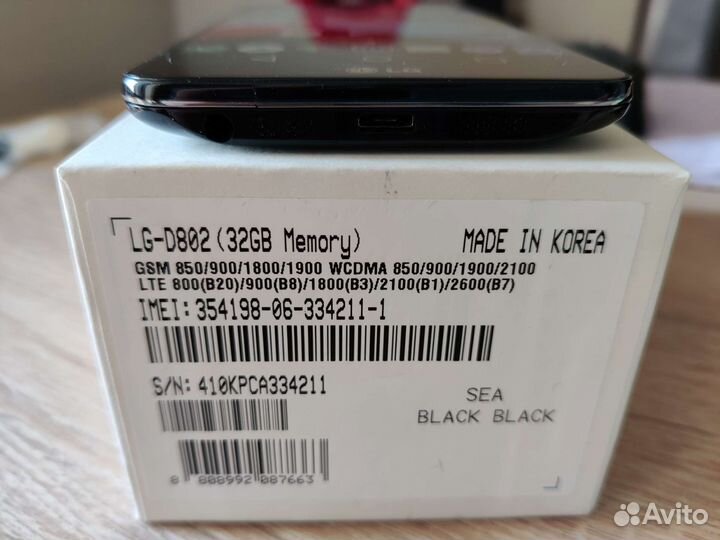 LG
LG-D802 (32GB Memory) MADE IN KOREA
GSM 850/900/1800/1900 WCDMA 850/900/1900/2100
LTE 800(B20)/900(B8)/1800(B3)/2100(B1)/2600(B7)
IMEI: 354198-06-334211-1
S/N: 410KPCA334211
SEA
BLACK BLACK
8 808992 087663
Avito